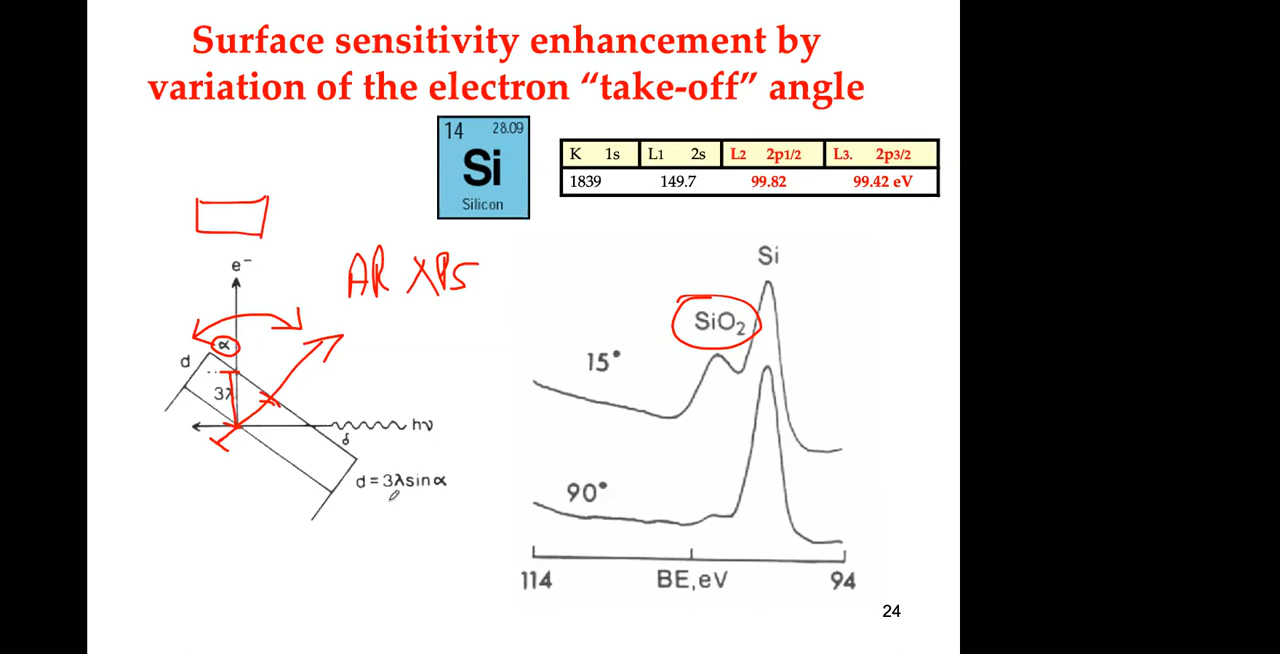 Surface sensitivity enhancement by
variation of the electron “take-off” angle
14 28.09
Si
Silicon
K 1s L1 2s L2 2p1/2 L3. 2p3/2
1839 149.7 99.82 99.42 eV
AR XPS
e⁻
α
d
3λ
hν
δ
d = 3λsinα
Si
SiO₂
15°
90°
114 BE,eV 94
24